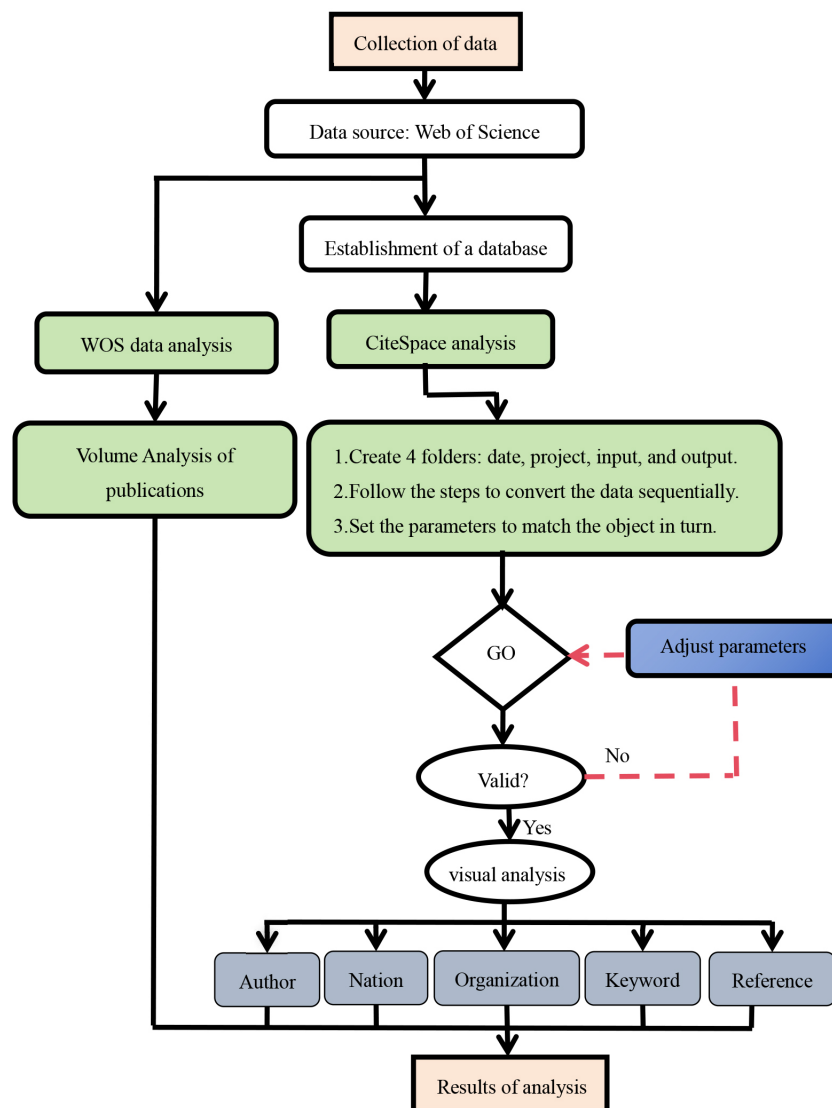 Collection of data
Data source: Web of Science
Establishment of a database
WOS data analysis
CiteSpace analysis
Volume Analysis of
publications
1.Create 4 folders: date, project, input, and output.
2.Follow the steps to convert the data sequentially.
3.Set the parameters to match the object in turn.
GO
Adjust parameters
Valid?
No
Yes
visual analysis
Author
Nation
Organization
Keyword
Reference
Results of analysis